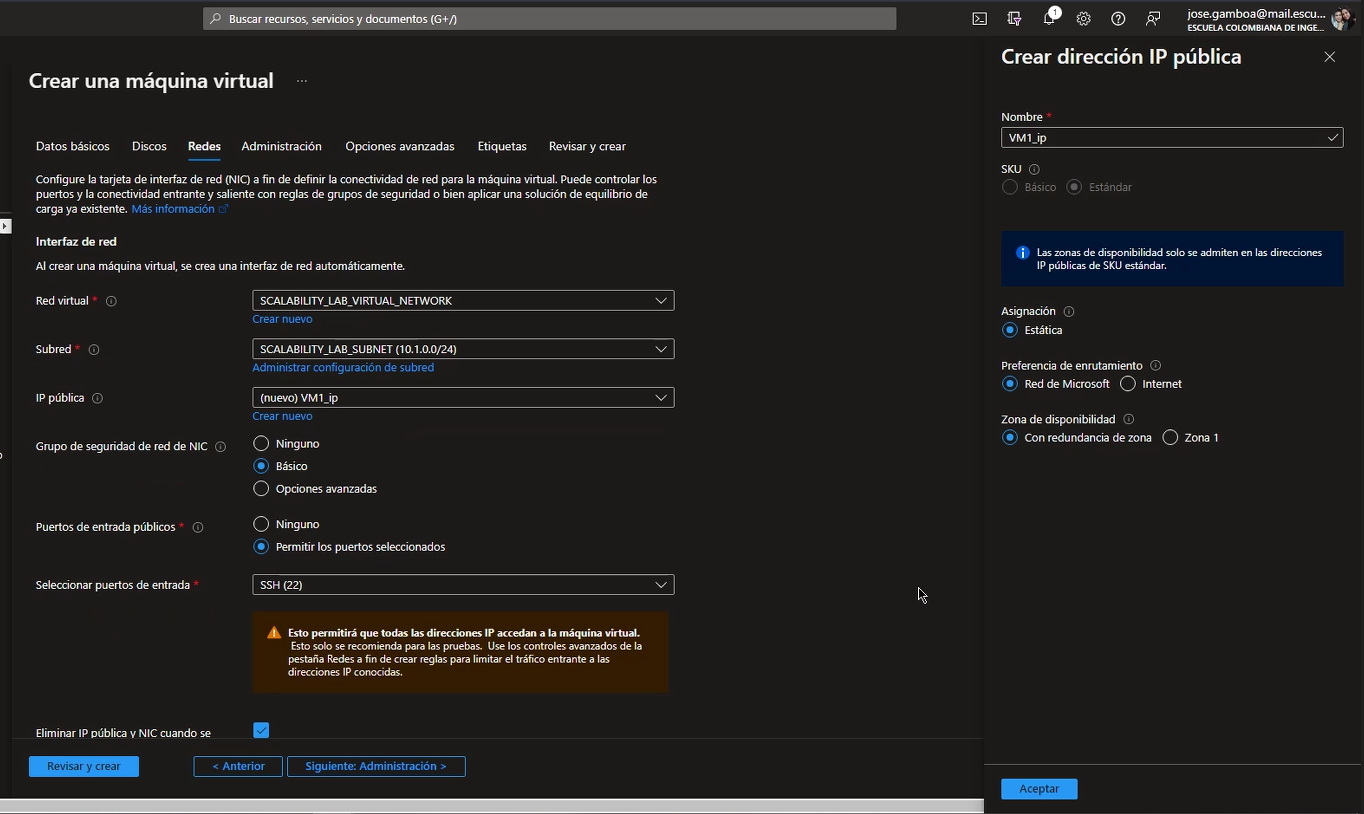 Buscar recursos, servicios y documentos (G+/)
1
jose.gamboa@mail.escu...
ESCUELA COLOMBIANA DE INGE...
Crear una máquina virtual
...
Datos básicos
Discos
Redes
Administración
Opciones avanzadas
Etiquetas
Revisar y crear
Configure la tarjeta de interfaz de red (NIC) a fin de definir la conectividad de red para la máquina virtual. Puede controlar los
puertos y la conectividad entrante y saliente con reglas de grupos de seguridad o bien aplicar una solución de equilibrio de
carga ya existente. Más información
Interfaz de red
Al crear una máquina virtual, se crea una interfaz de red automáticamente.
Red virtual *
SCALABILITY_LAB_VIRTUAL_NETWORK
Crear nuevo
Subred *
SCALABILITY_LAB_SUBNET (10.1.0.0/24)
Administrar configuración de subred
IP pública
(nuevo) VM1_ip
Crear nuevo
Grupo de seguridad de red de NIC
Ninguno
Básico
Opciones avanzadas
Puertos de entrada públicos *
Ninguno
Permitir los puertos seleccionados
Seleccionar puertos de entrada *
SSH (22)
Esto permitirá que todas las direcciones IP accedan a la máquina virtual.
Esto solo se recomienda para las pruebas. Use los controles avanzados de la
pestaña Redes a fin de crear reglas para limitar el tráfico entrante a las
direcciones IP conocidas.
Eliminar IP pública y NIC cuando se
Revisar y crear
< Anterior
Siguiente: Administración >
Crear dirección IP pública
Nombre *
VM1_ip
SKU
Básico
Estándar
Las zonas de disponibilidad solo se admiten en las direcciones
IP públicas de SKU estándar.
Asignación
Estática
Preferencia de enrutamiento
Red de Microsoft
Internet
Zona de disponibilidad
Con redundancia de zona
Zona 1
Aceptar